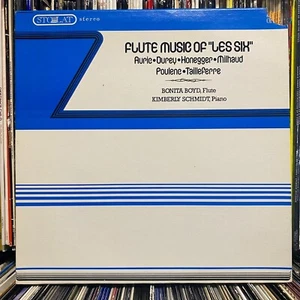 STOLAT stereo
FLUTE MUSIC OF "LES SIX"
Auric•Durey•Honegger•Milhaud
Poulenc•Tailleferre
BONITA BOYD, Flute
KIMBERLY SCHMIDT, Piano